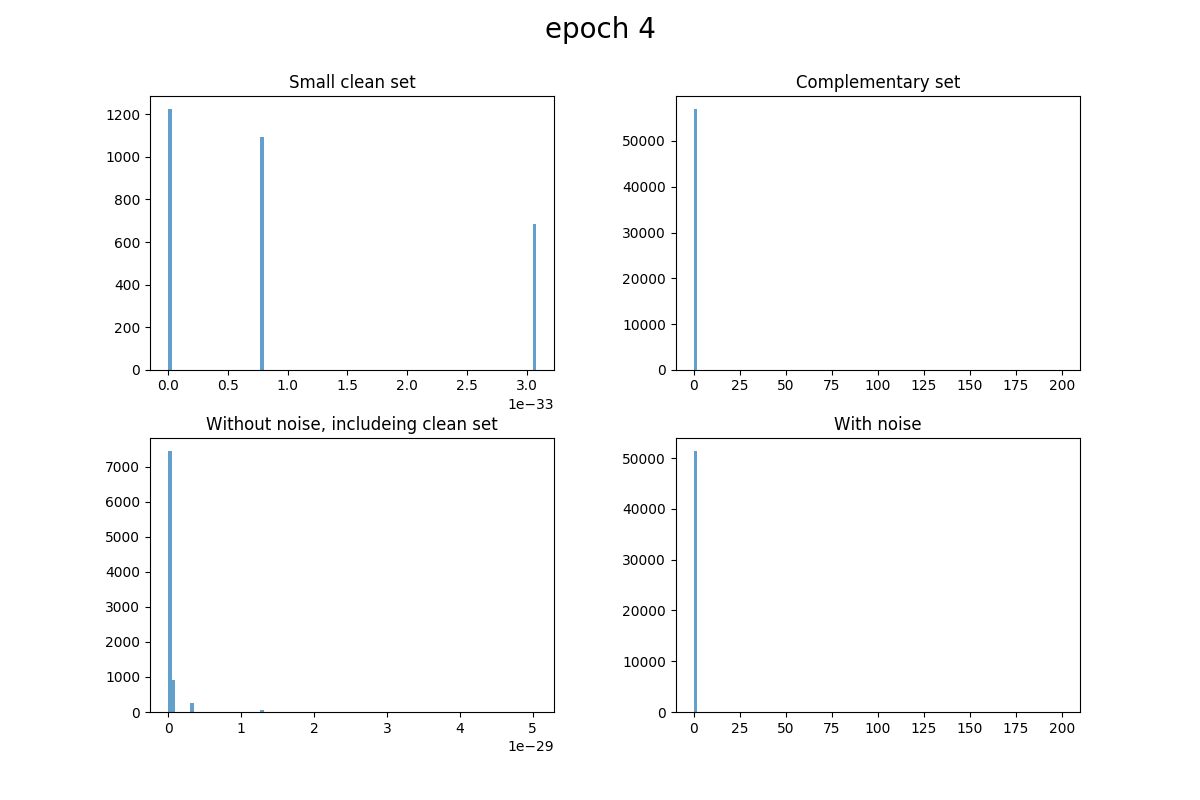 epoch 4
Small clean set
1200
1000
800
600
400
200
0
0.0 0.5 1.0 1.5 2.0 2.5 3.0
1e−33
Complementary set
50000
40000
30000
20000
10000
0
0 25 50 75 100 125 150 175 200
Without noise, includeing clean set
7000
6000
5000
4000
3000
2000
1000
0
0 1 2 3 4 5
1e−29
With noise
50000
40000
30000
20000
10000
0
0 25 50 75 100 125 150 175 200